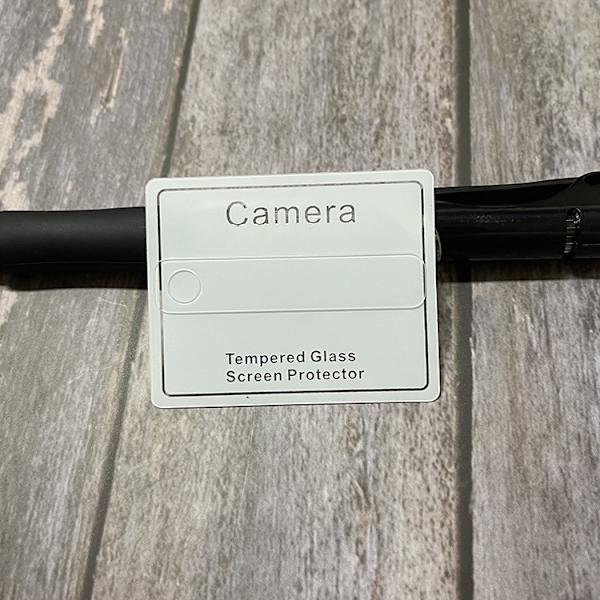 Camera
Tempered Glass
Screen Protector